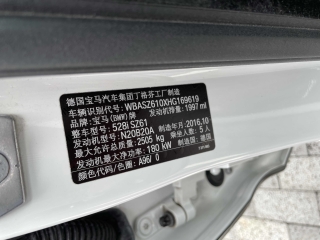 德国宝马汽车集团丁格芬工厂制造
车辆识别代号: WBASZ610XHG169619
品牌: 宝马(BMW)牌 发动机排量: 1997 ml
整车型号: 528i SZ61
发动机型号: N20B20A 制造年月: 2016.10
最大允许总质量: 2505 kg 乘坐人数: 5人
发动机最大净功率: 180 kW 制造国: 德国
颜色代码/色圈: A96/ 0